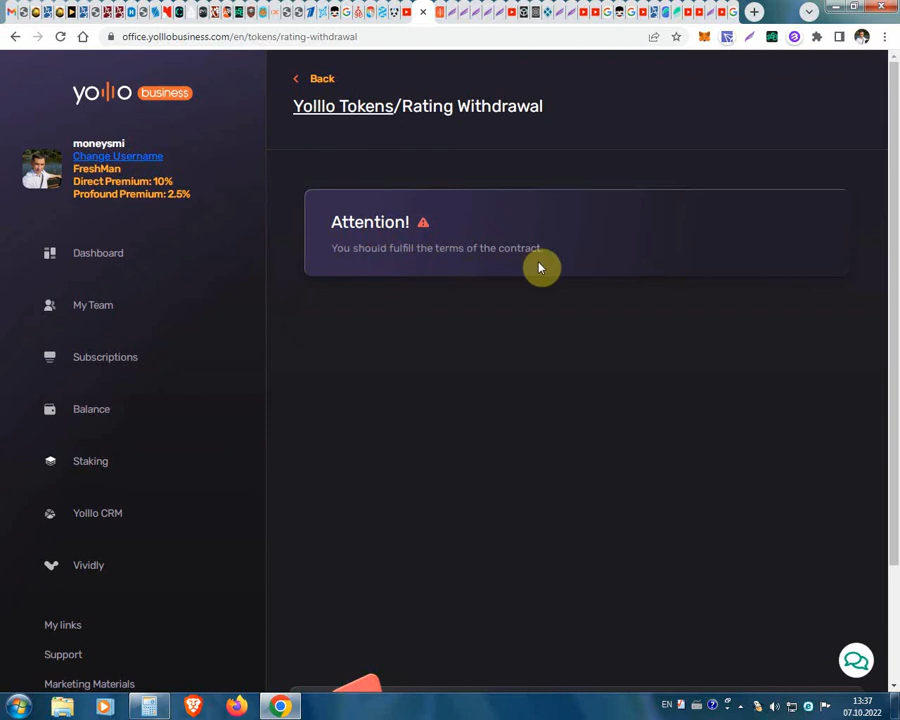 office.yolllobusiness.com/en/tokens/rating-withdrawal
yolllo business
moneysmi
Change Username
FreshMan
Direct Premium: 10%
Profound Premium: 2.5%
Dashboard
My Team
Subscriptions
Balance
Staking
Yolllo CRM
Vividly
My links
Support
Marketing Materials
Back
Yolllo Tokens/Rating Withdrawal
Attention!
You should fulfill the terms of the contract.
EN
13:37
07.10.2022